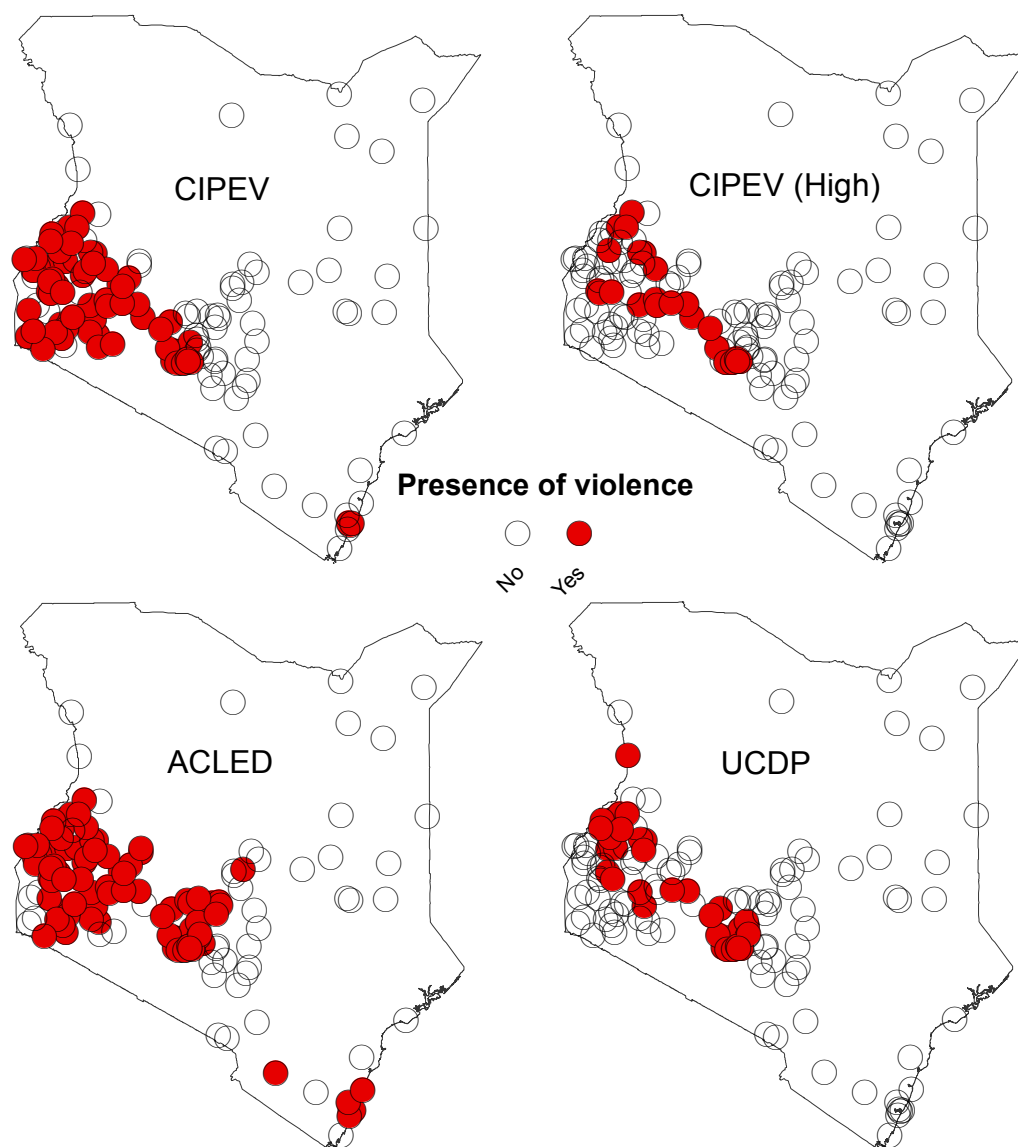 CIPEV
CIPEV (High)
Presence of violence
No
Yes
ACLED
UCDP